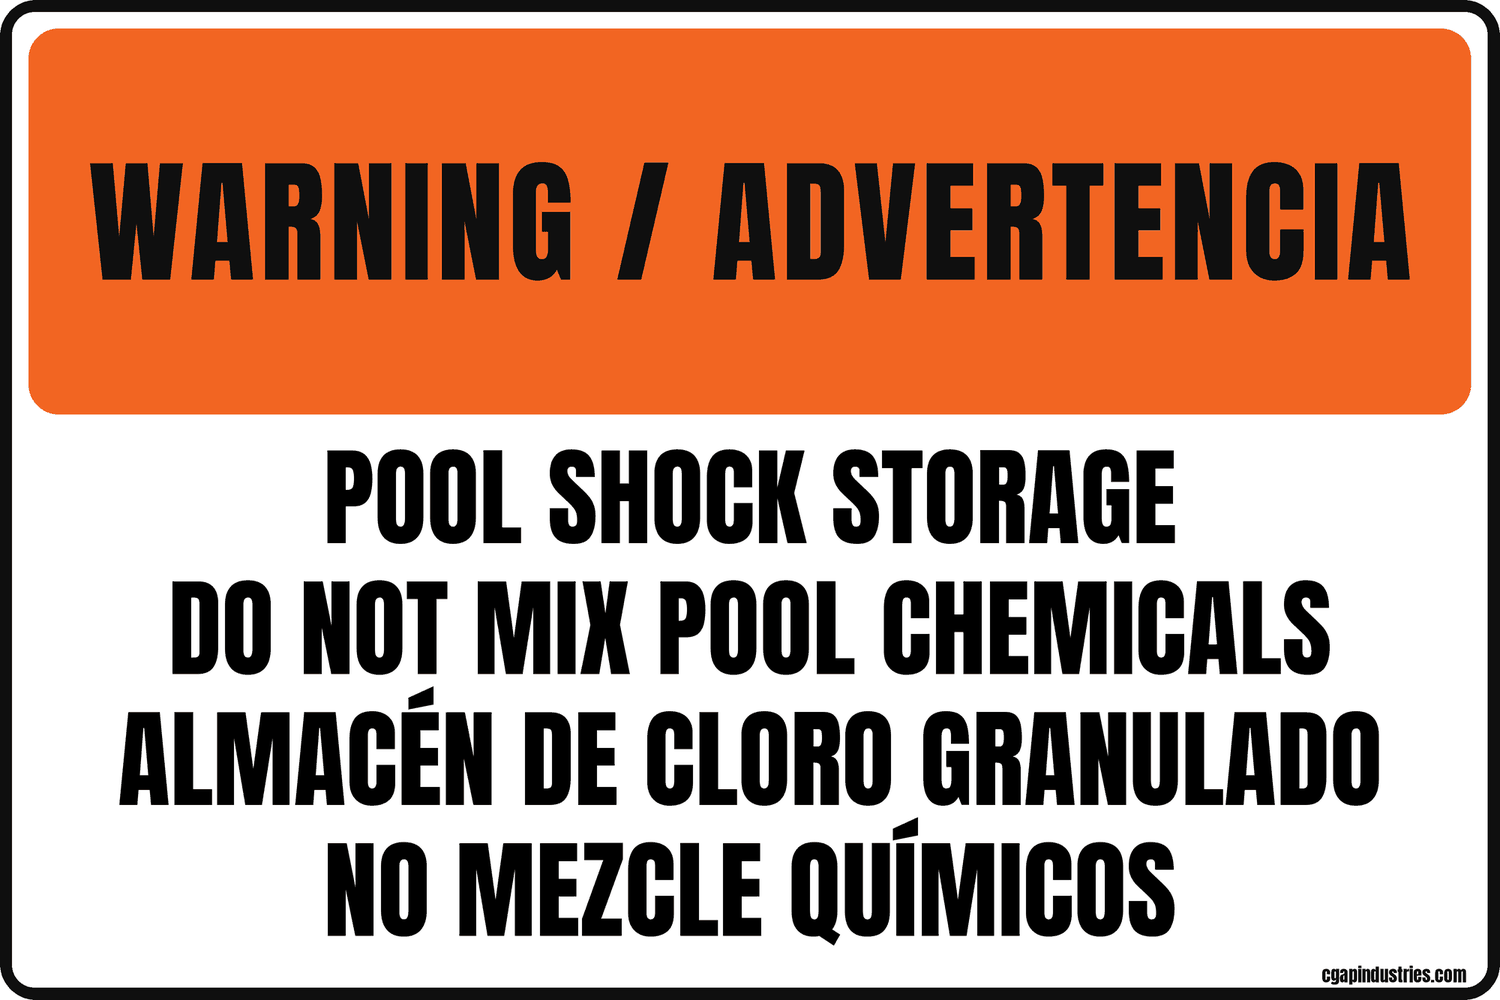 WARNING / ADVERTENCIA
POOL SHOCK STORAGE
DO NOT MIX POOL CHEMICALS
ALMACÉN DE CLORO GRANULADO
NO MEZCLE QUÍMICOS
cgapindustries.com